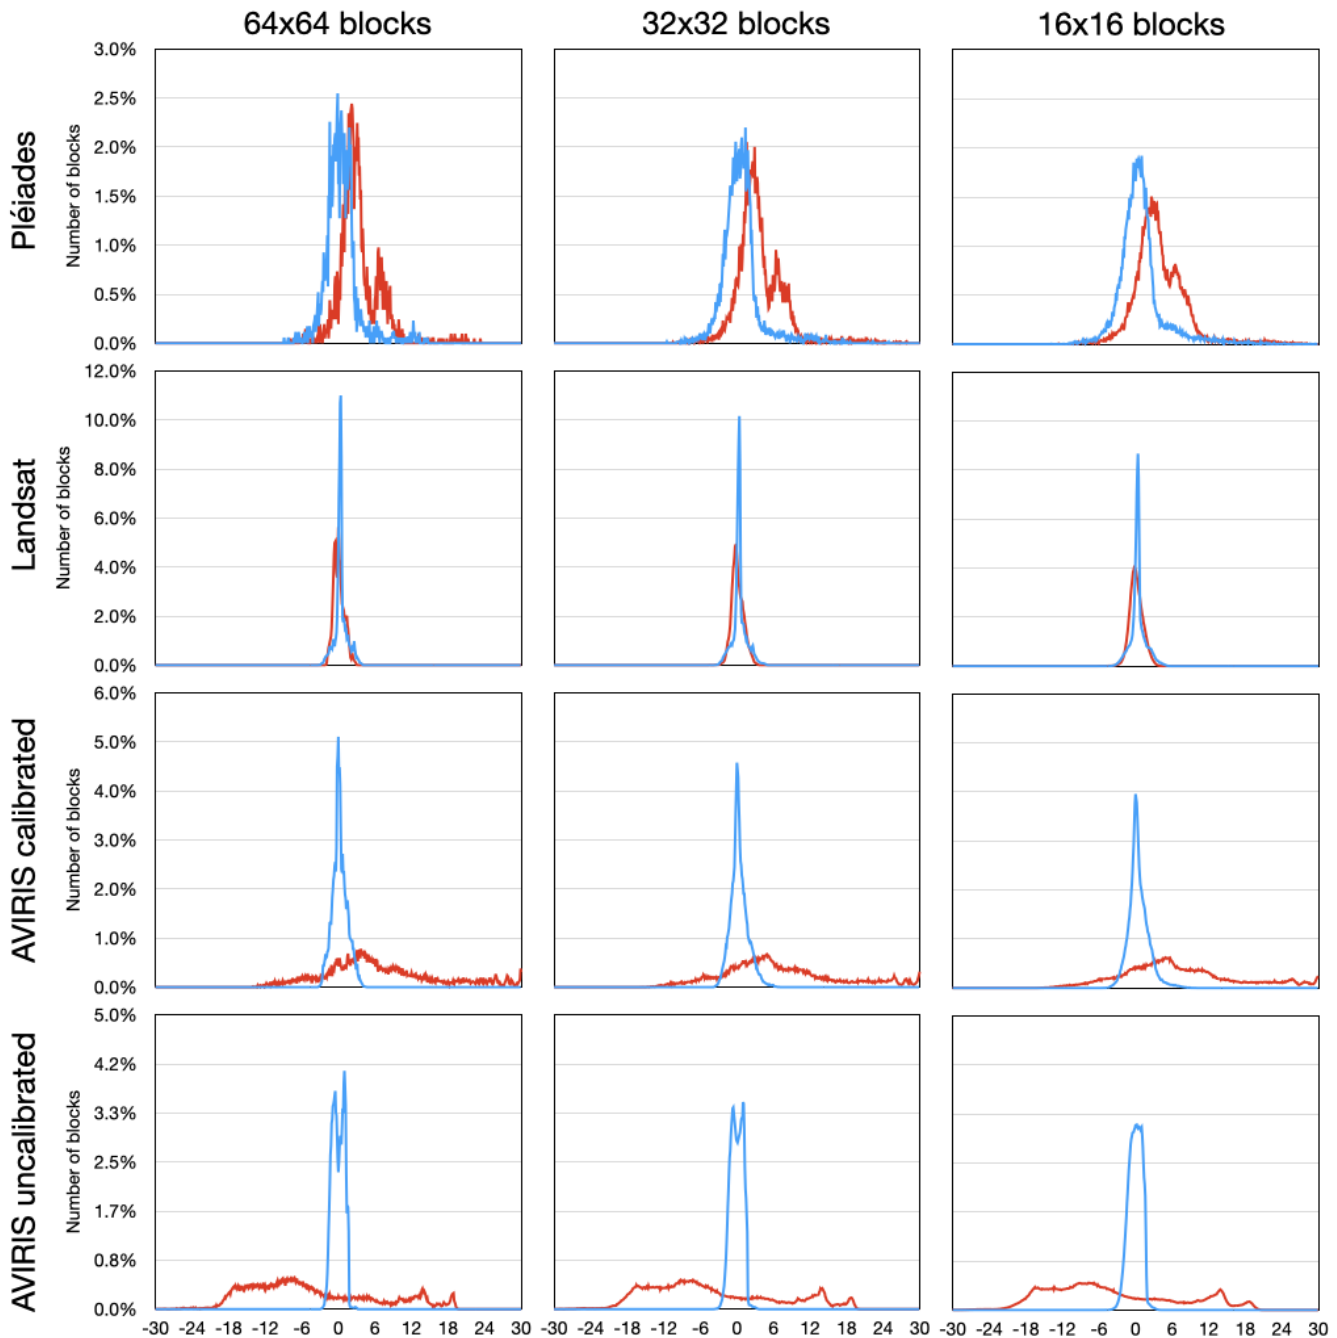 64x64 blocks 32x32 blocks 16x16 blocks
Pléiades
Number of blocks
3.0%
2.5%
2.0%
1.5%
1.0%
0.5%
0.0%
Landsat
Number of blocks
12.0%
10.0%
8.0%
6.0%
4.0%
2.0%
0.0%
AVIRIS calibrated
Number of blocks
6.0%
5.0%
4.0%
3.0%
2.0%
1.0%
0.0%
AVIRIS uncalibrated
Number of blocks
5.0%
4.2%
3.3%
2.5%
1.7%
0.8%
0.0%
-30 -24 -18 -12 -6 0 6 12 18 24 30 -30 -24 -18 -12 -6 0 6 12 18 24 30 -30 -24 -18 -12 -6 0 6 12 18 24 30